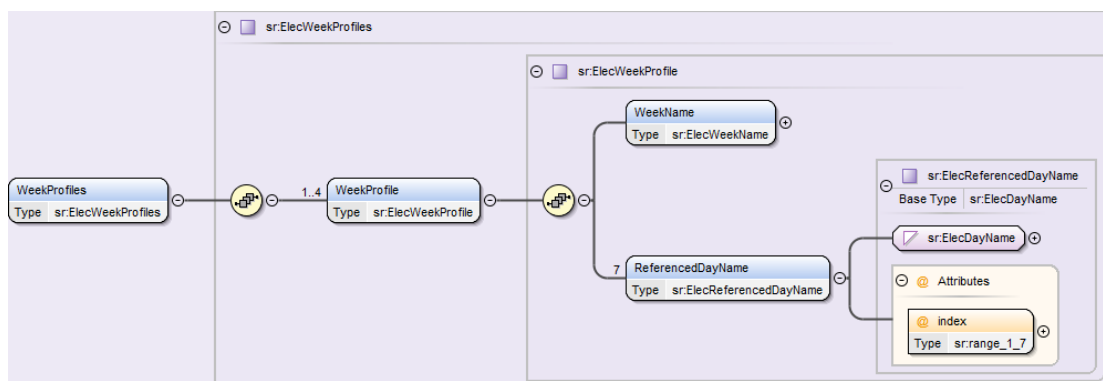 sr:ElecWeekProfiles
sr:ElecWeekProfile
WeekName
Type sr:ElecWeekName
sr:ElecReferencedDayName
Base Type sr:ElecDayName
WeekProfiles
Type sr:ElecWeekProfiles
1..4
WeekProfile
Type sr:ElecWeekProfile
sr:ElecDayName
7
ReferencedDayName
Type sr:ElecReferencedDayName
@ Attributes
@ index
Type sr:range_1_7